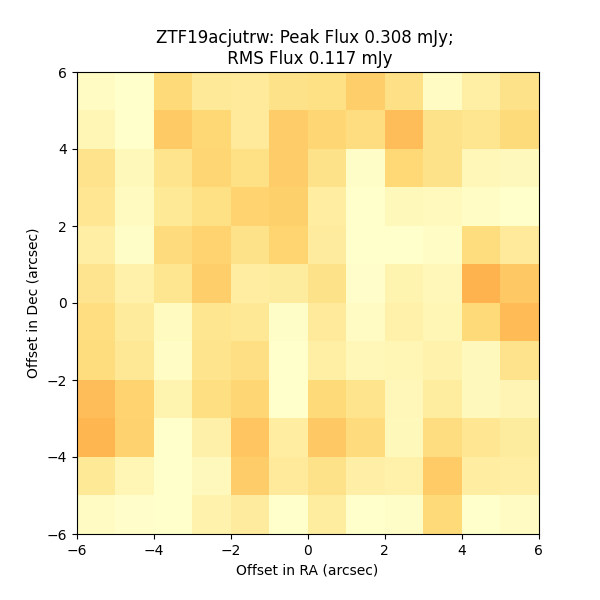 ZTF19acjutrw: Peak Flux 0.308 mJy;
RMS Flux 0.117 mJy
6
4
2
0
−2
−4
−6
Offset in Dec (arcsec)
−6 −4 −2 0 2 4 6
Offset in RA (arcsec)